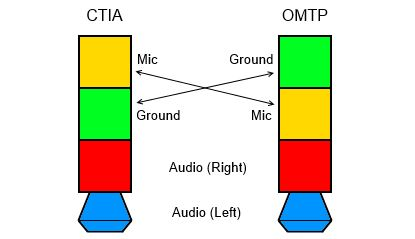 CTIA
OMTP
Mic
Ground
Ground
Mic
Audio (Right)
Audio (Left)